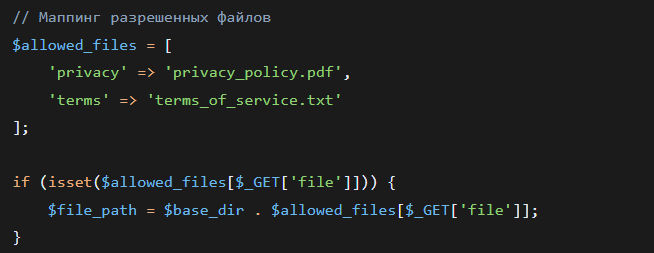 // Маппинг разрешенных файлов
$allowed_files = [
    'privacy' => 'privacy_policy.pdf',
    'terms' => 'terms_of_service.txt'
];

if (isset($allowed_files[$_GET['file']])) {
    $file_path = $base_dir . $allowed_files[$_GET['file']];
}